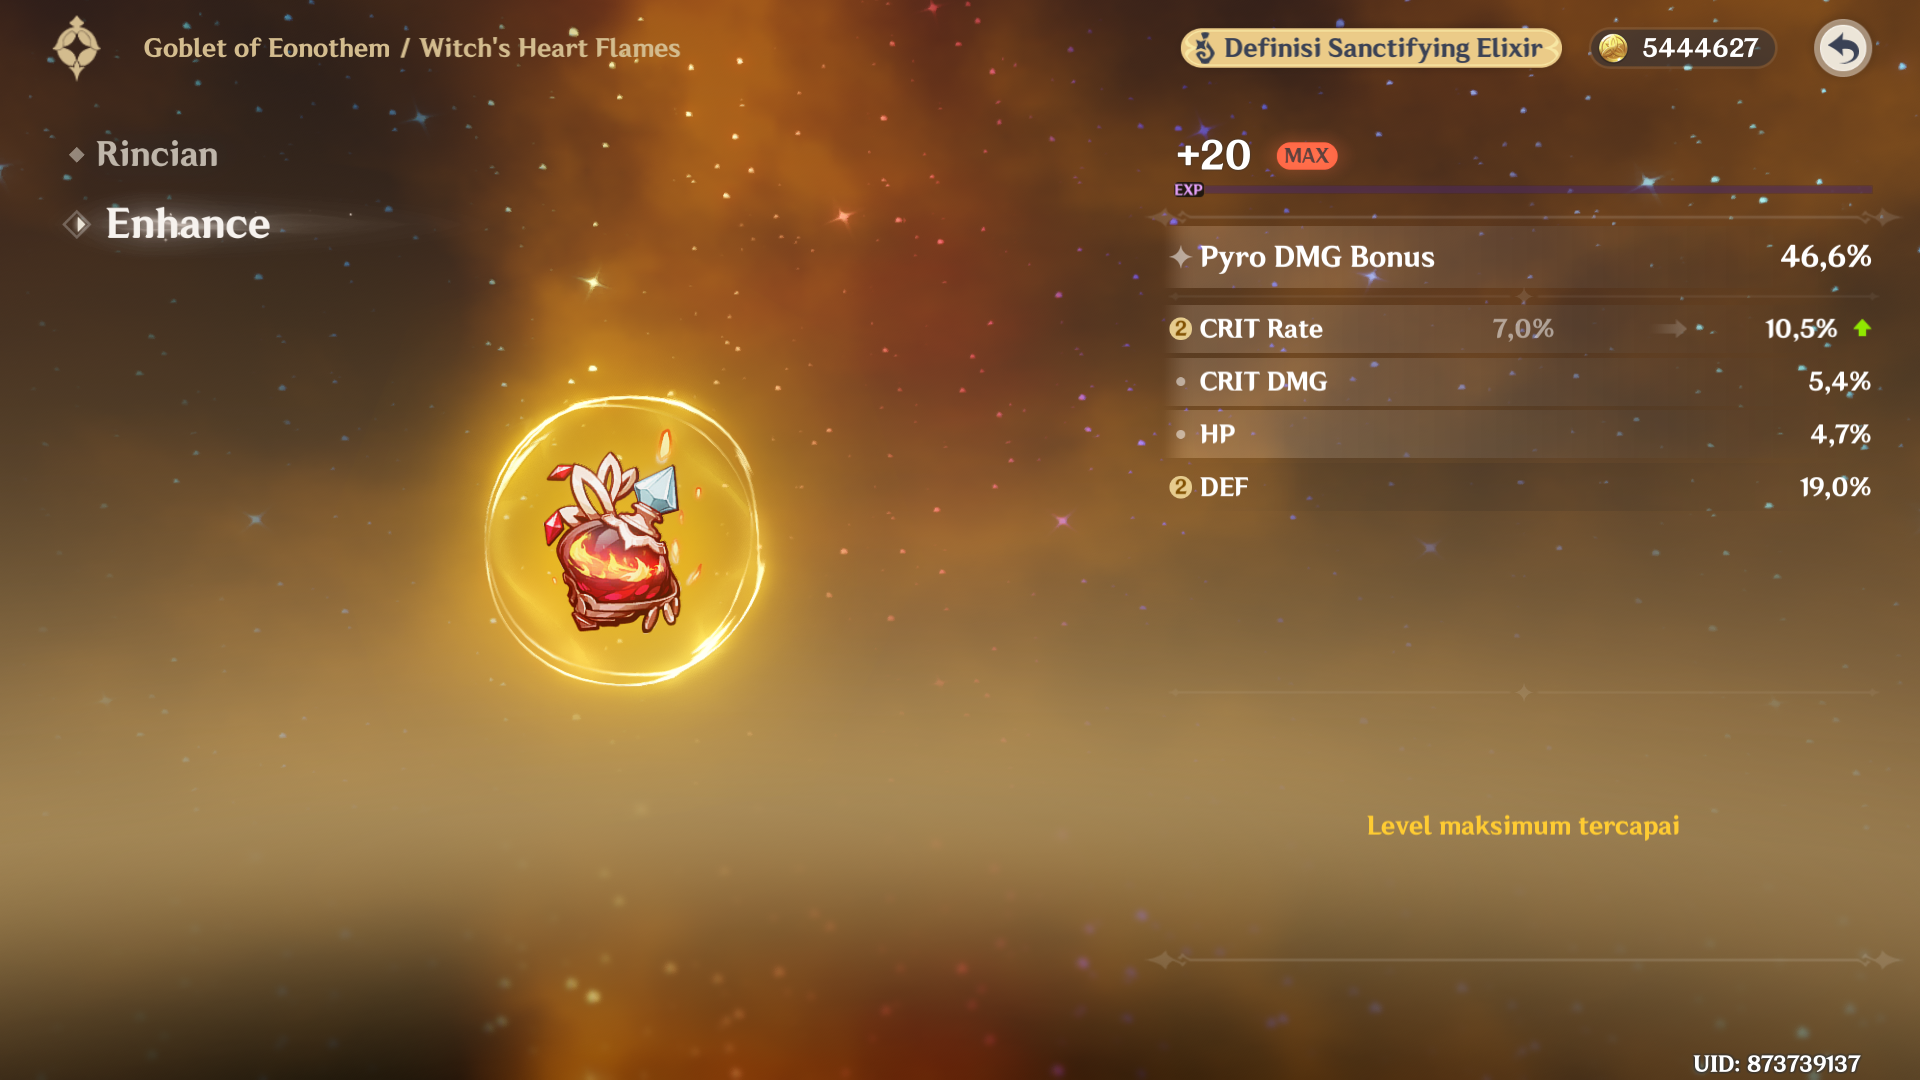 Goblet of Eonothem / Witch's Heart Flames
Definisi Sanctifying Elixir
5444627
Rincian
Enhance
+20 MAX
EXP
Pyro DMG Bonus 46,6%
2 CRIT Rate 7,0% 10,5%
CRIT DMG 5,4%
HP 4,7%
2 DEF 19,0%
Level maksimum tercapai
UID: 873739137